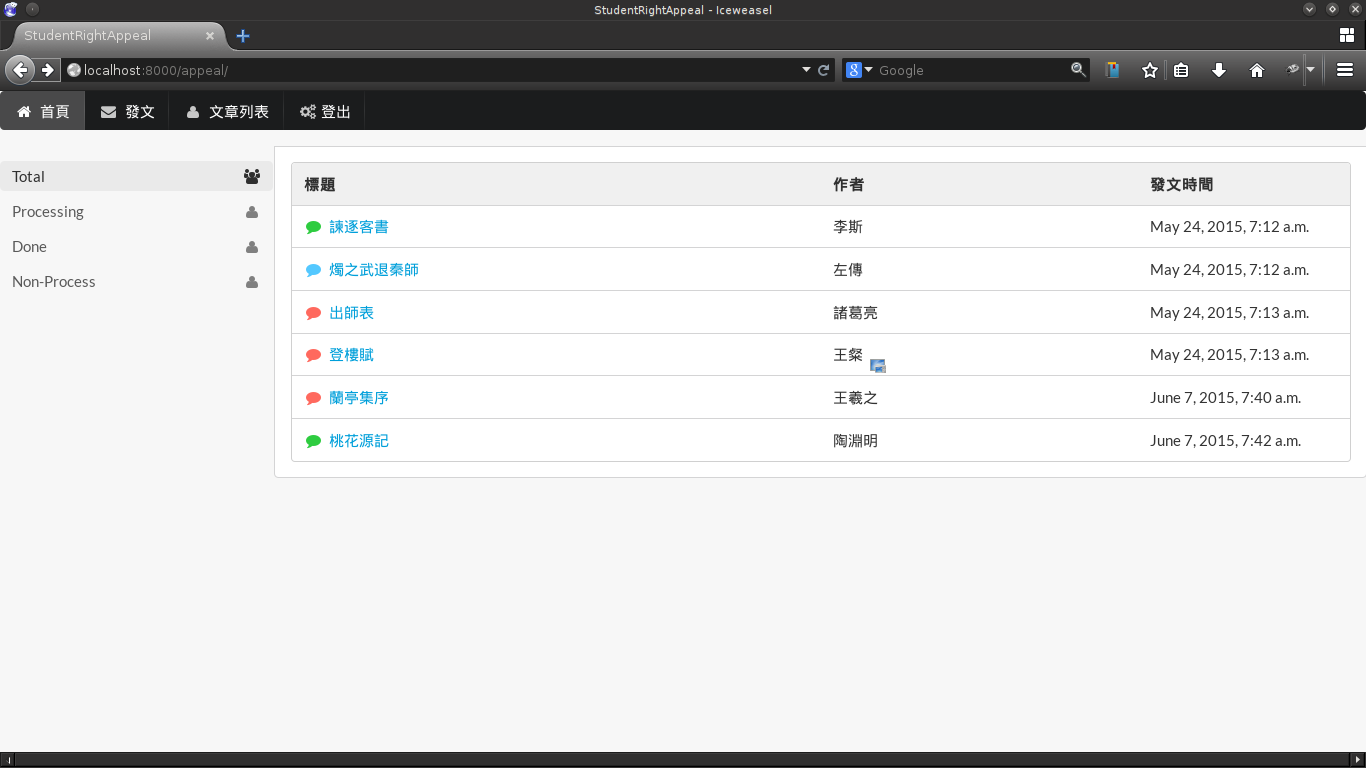 StudentRightAppeal - Iceweasel
StudentRightAppeal
localhost:8000/appeal/
Google
首頁 發文 文章列表 登出
Total
Processing
Done
Non-Process
標題 作者 發文時間
諫逐客書 李斯 May 24, 2015, 7:12 a.m.
燭之武退秦師 左傳 May 24, 2015, 7:12 a.m.
出師表 諸葛亮 May 24, 2015, 7:13 a.m.
登樓賦 王粲 May 24, 2015, 7:13 a.m.
蘭亭集序 王羲之 June 7, 2015, 7:40 a.m.
桃花源記 陶淵明 June 7, 2015, 7:42 a.m.